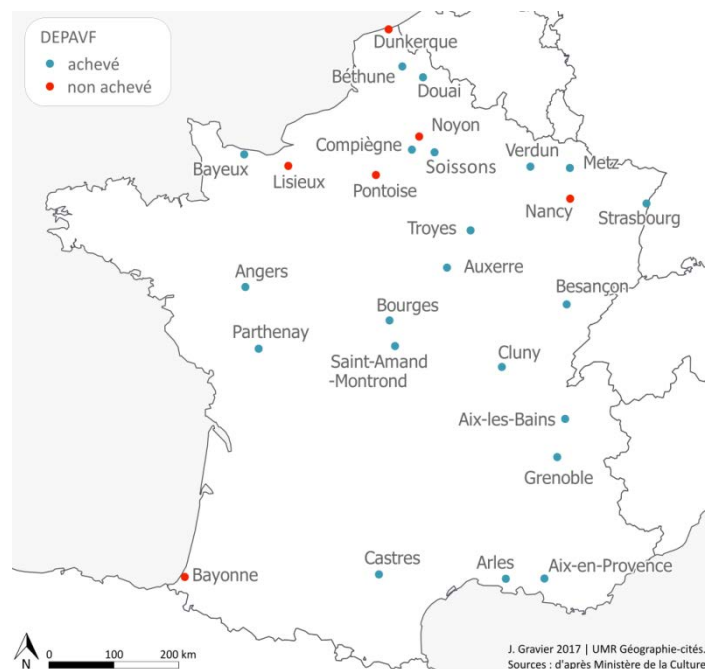 DEPAVF
achevé
non achevé
Dunkerque
Béthune
Douai
Noyon
Compiègne
Soissons
Verdun
Metz
Bayeux
Lisieux
Pontoise
Nancy
Strasbourg
Troyes
Auxerre
Angers
Besançon
Bourges
Parthenay
Saint-Amand
-Montrond
Cluny
Aix-les-Bains
Grenoble
Castres
Arles
Aix-en-Provence
Bayonne
N
0
100
200 km
J. Gravier 2017 | UMR Géographie-cités.
Sources : d'après Ministère de la Culture